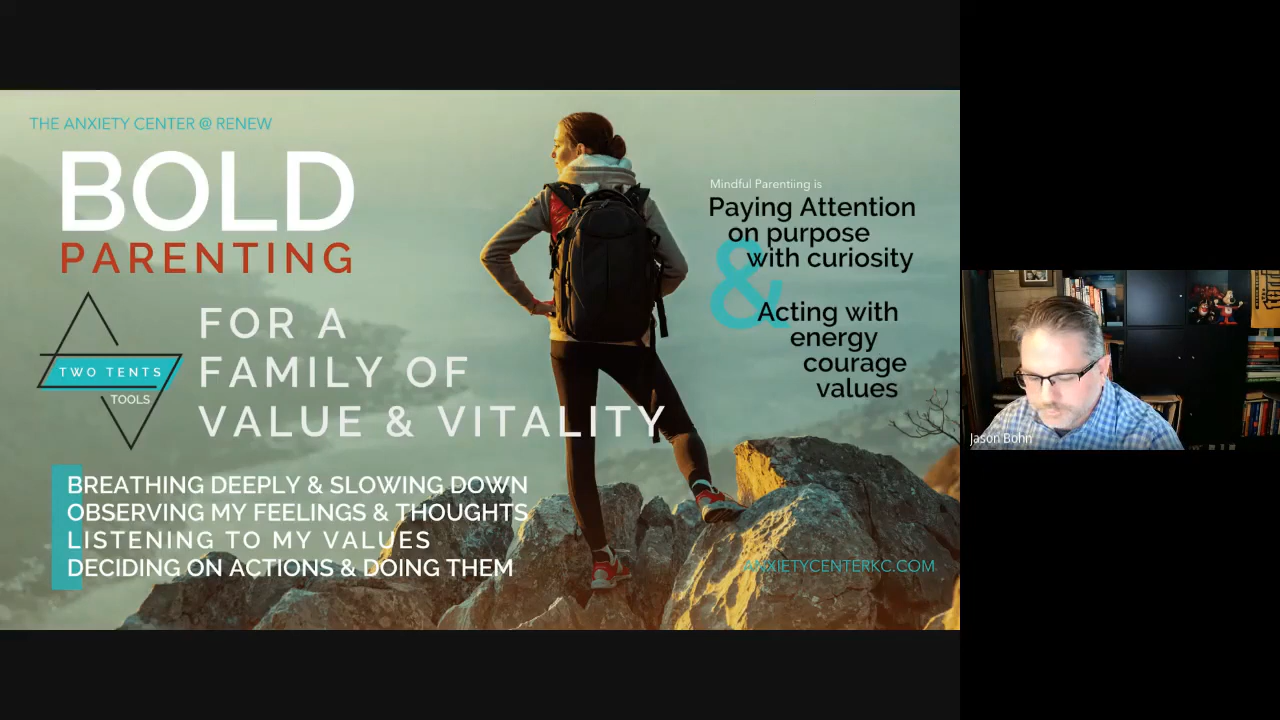 THE ANXIETY CENTER @ RENEW
BOLD
PARENTING
TWO TENTS
TOOLS
FOR A
FAMILY OF
VALUE & VITALITY
BREATHING DEEPLY & SLOWING DOWN
OBSERVING MY FEELINGS & THOUGHTS
LISTENING TO MY VALUES
DECIDING ON ACTIONS & DOING THEM
Mindful Parentiing is
Paying Attention
on purpose
with curiosity
&
Acting with
energy
courage
values
ANXIETYCENTERKC.COM
Jason Bohn